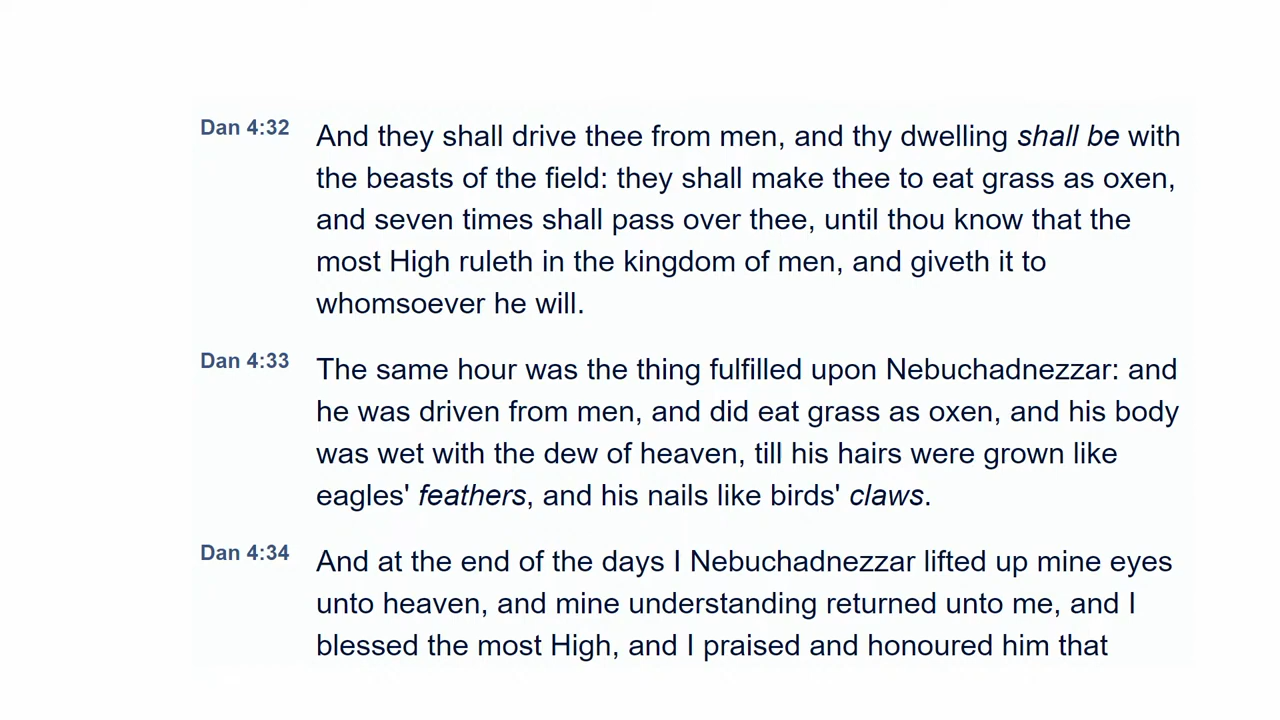 Dan 4:32 And they shall drive thee from men, and thy dwelling shall be with
the beasts of the field: they shall make thee to eat grass as oxen,
and seven times shall pass over thee, until thou know that the
most High ruleth in the kingdom of men, and giveth it to
whomsoever he will.
Dan 4:33 The same hour was the thing fulfilled upon Nebuchadnezzar: and
he was driven from men, and did eat grass as oxen, and his body
was wet with the dew of heaven, till his hairs were grown like
eagles' feathers, and his nails like birds' claws.
Dan 4:34 And at the end of the days I Nebuchadnezzar lifted up mine eyes
unto heaven, and mine understanding returned unto me, and I
blessed the most High, and I praised and honoured him that